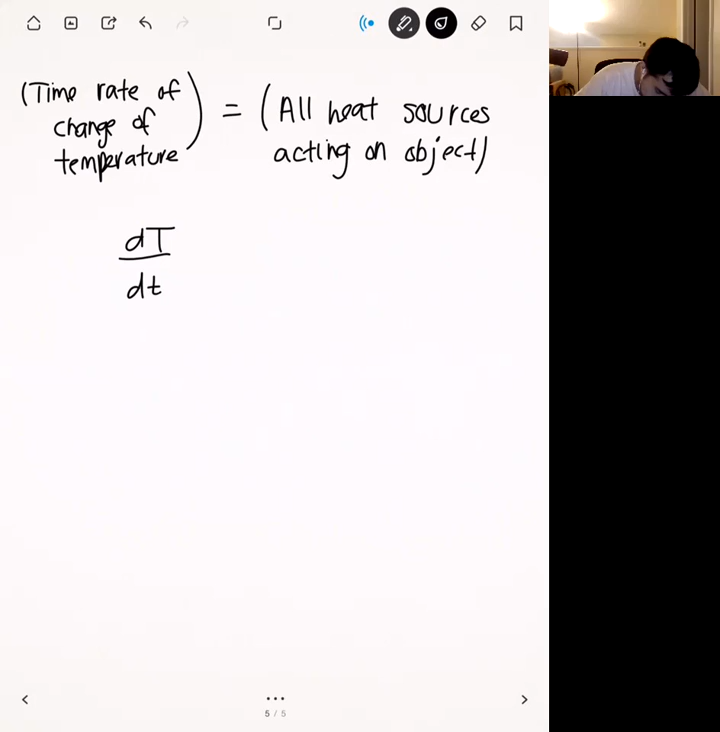 (Time rate of
change of
temperature) = (All heat sources
acting on object)
dT
dt
5 / 5